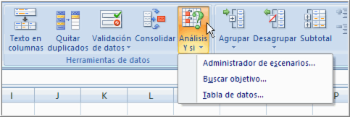 Texto en columnas
Quitar duplicados
Validación de datos
Consolidar
Análisis Y si
Agrupar
Desagrupar
Subtotal
Herramientas de datos
Administrador de escenarios...
Buscar objetivo...
Tabla de datos...
I J K L P